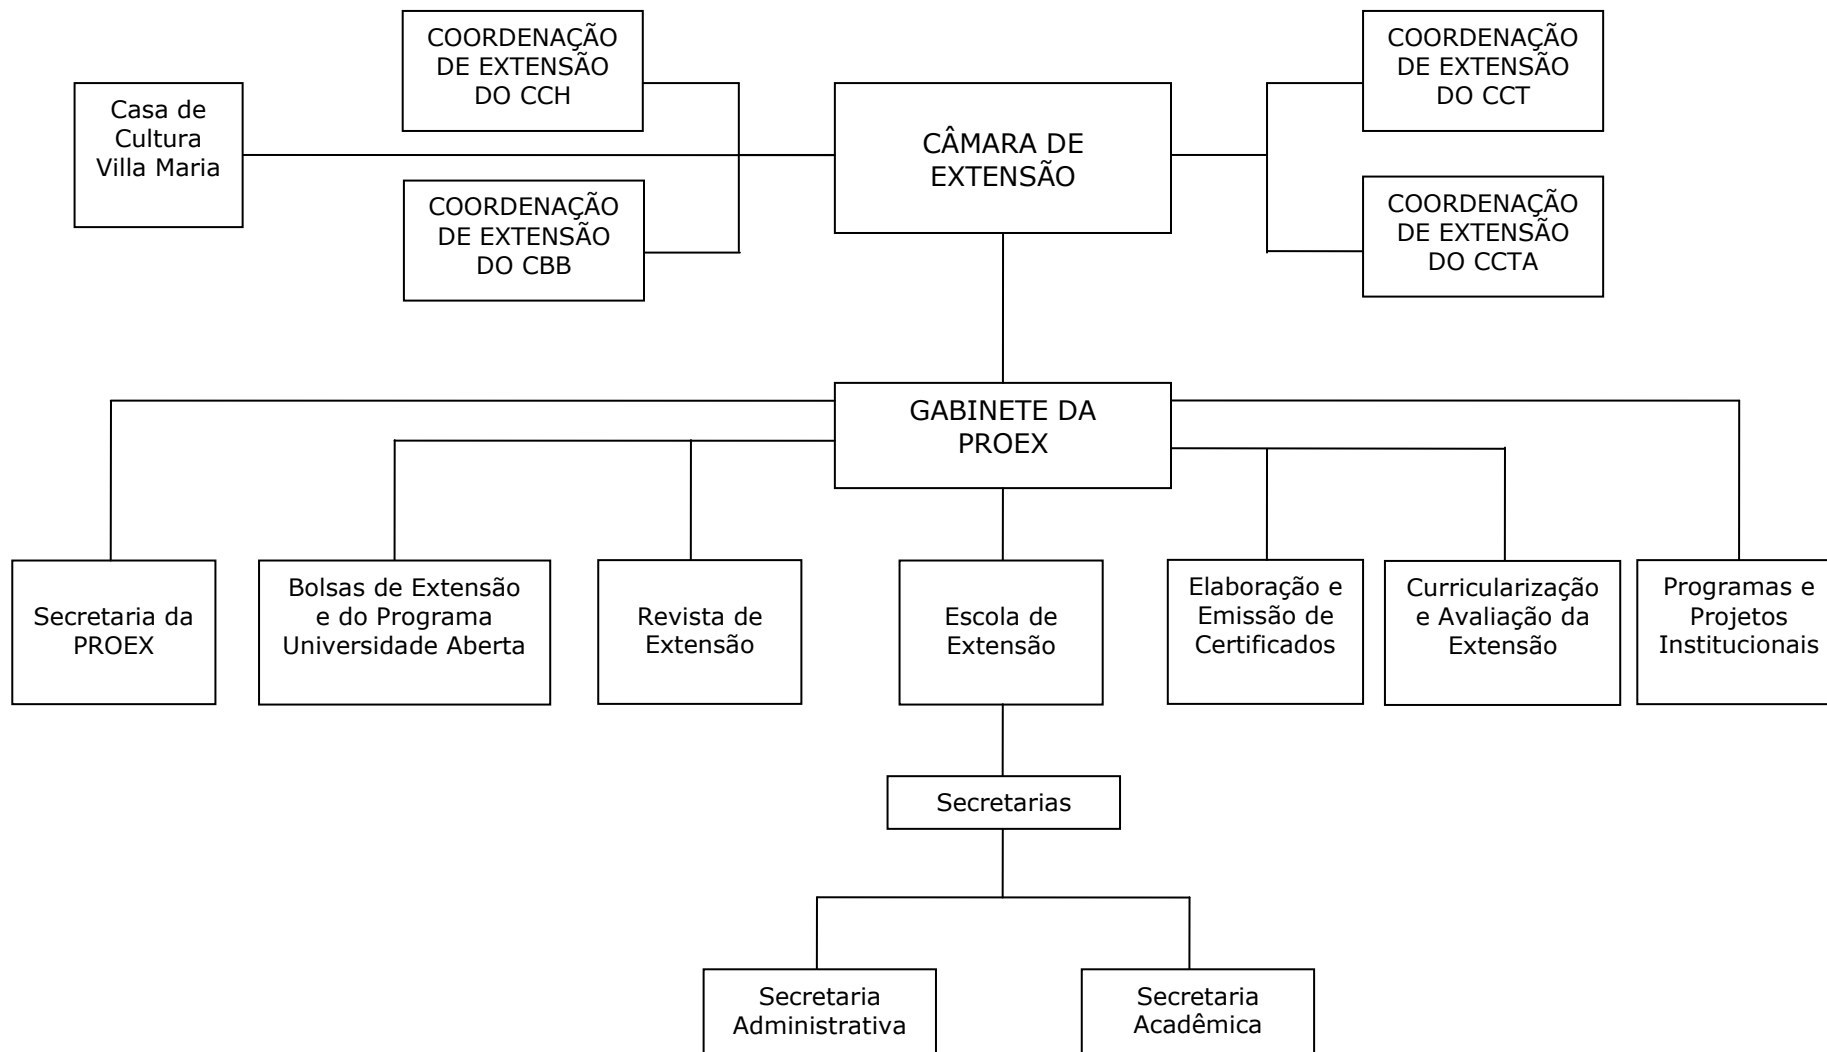 COORDENAÇÃO
DE EXTENSÃO
DO CCH
COORDENAÇÃO
DE EXTENSÃO
DO CCT
Casa de
Cultura
Villa Maria
CÂMARA DE
EXTENSÃO
COORDENAÇÃO
DE EXTENSÃO
DO CBB
COORDENAÇÃO
DE EXTENSÃO
DO CCTA
GABINETE DA
PROEX
Secretaria da
PROEX
Bolsas de Extensão
e do Programa
Universidade Aberta
Revista de
Extensão
Escola de
Extensão
Elaboração e
Emissão de
Certificados
Curricularização
e Avaliação da
Extensão
Programas e
Projetos
Institucionais
Secretarias
Secretaria
Administrativa
Secretaria
Acadêmica